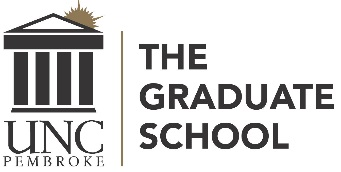 UNC
PEMBROKE
THE
GRADUATE
SCHOOL